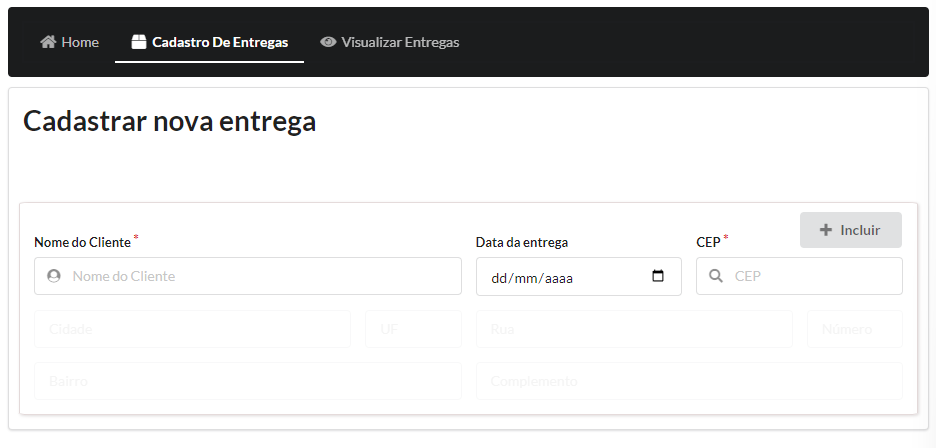 Home Cadastro De Entregas Visualizar Entregas
Cadastrar nova entrega
Incluir
Nome do Cliente * Data da entrega CEP *
Nome do Cliente dd/mm/aaaa CEP
Cidade UF Rua Número
Bairro Complemento